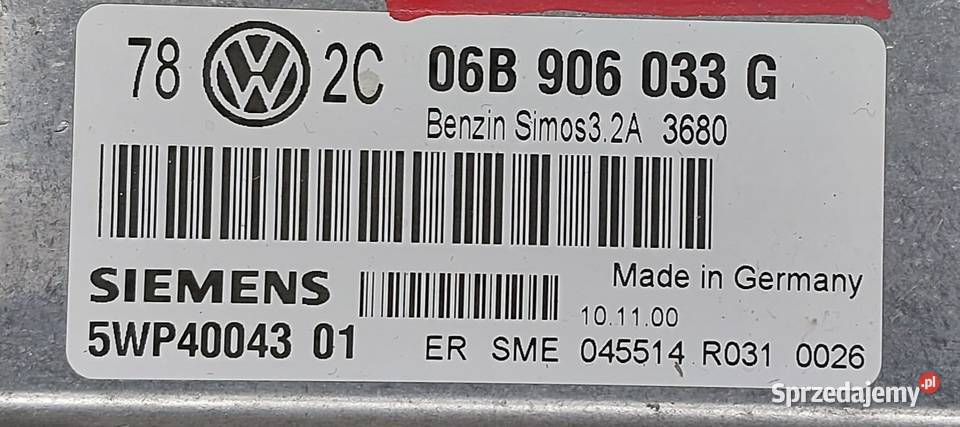 78 VW 2C 06B 906 033 G
Benzin Simos3.2A 3680
SIEMENS
Made in Germany
10.11.00
5WP40043 01
ER SME 045514 R031 0026
Sprzedajemy.pl